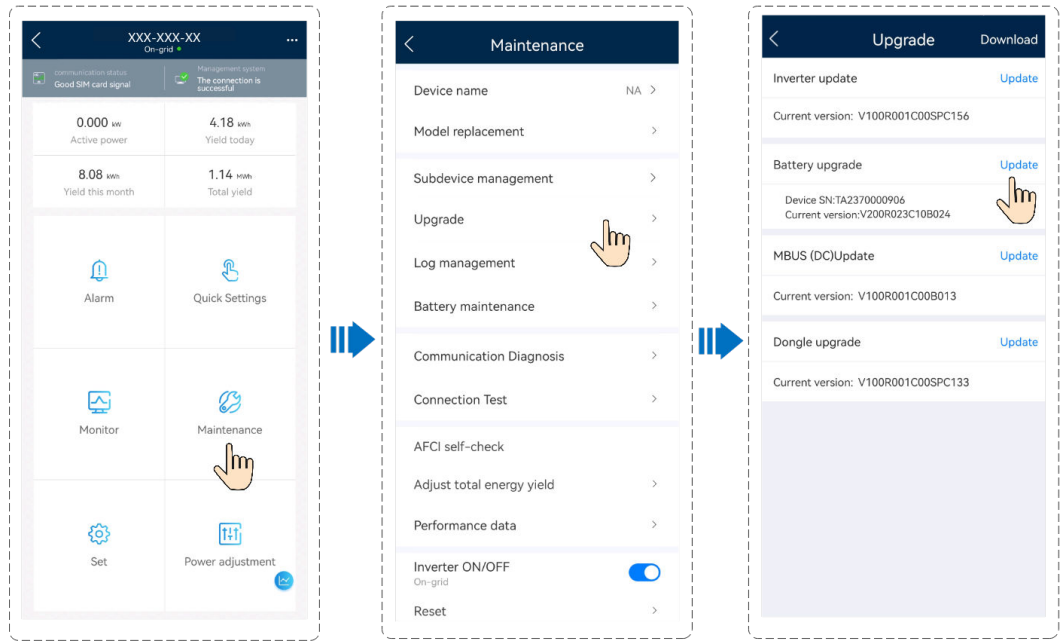 XXX-XXX-XX
On-grid
communication status
Good SIM card signal
Management system
The connection is
successful
0.000 kW
Active power
4.18 kWh
Yield today
8.08 kWh
Yield this month
1.14 MWh
Total yield
Alarm
Quick Settings
Monitor
Maintenance
Set
Power adjustment
Maintenance
Device name NA
Model replacement
Subdevice management
Upgrade
Log management
Battery maintenance
Communication Diagnosis
Connection Test
AFCI self-check
Adjust total energy yield
Performance data
Inverter ON/OFF
On-grid
Reset
Upgrade Download
Inverter update Update
Current version: V100R001C00SPC156
Battery upgrade Update
Device SN:TA2370000906
Current version:V200R023C10B024
MBUS (DC)Update Update
Current version: V100R001C00B013
Dongle upgrade Update
Current version: V100R001C00SPC133